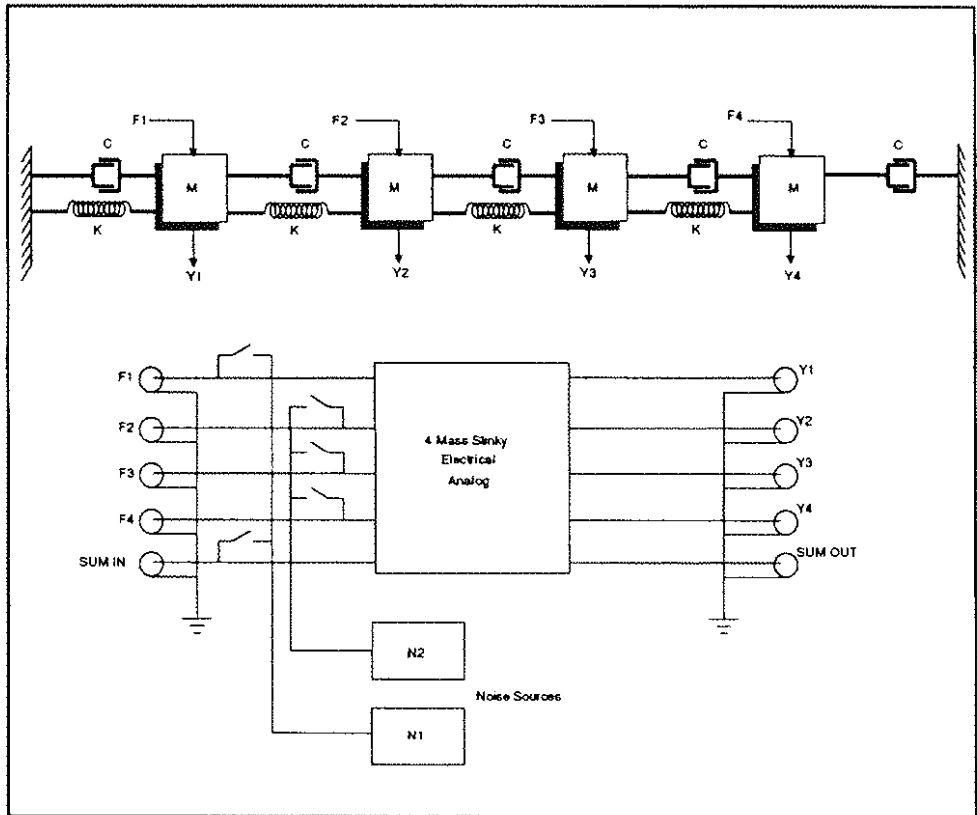 F1 F2 F3 F4
C C C C C
M M M M
K K K K
Y1 Y2 Y3 Y4
F1
F2
F3
F4
SUM IN
4 Mass Slinky
Electrical
Analog
Y1
Y2
Y3
Y4
SUM OUT
N2
Noise Sources
N1